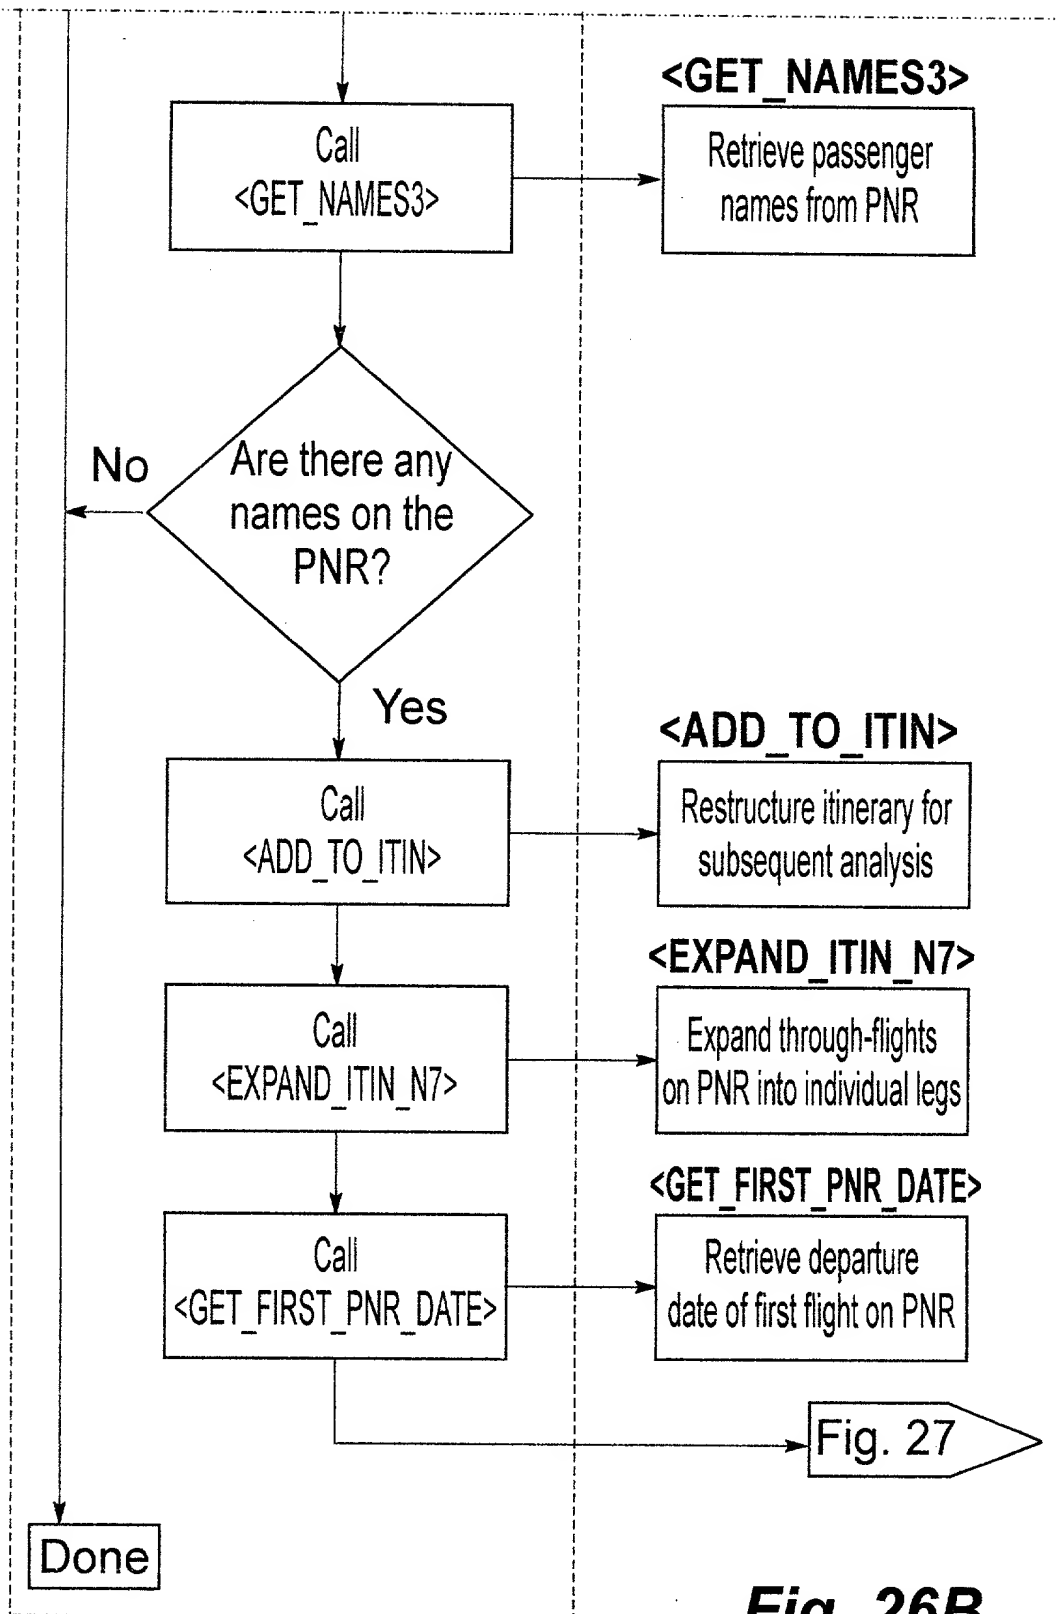 <GET_NAMES3>
Call
<GET_NAMES3>
Retrieve passenger
names from PNR
Are there any
names on the
PNR?
No
Yes
<ADD_TO_ITIN>
Call
<ADD_TO_ITIN>
Restructure itinerary for
subsequent analysis
<EXPAND_ITIN_N7>
Call
<EXPAND_ITIN_N7>
Expand through-flights
on PNR into individual legs
<GET_FIRST_PNR_DATE>
Call
<GET_FIRST_PNR_DATE>
Retrieve departure
date of first flight on PNR
Fig. 27
Done
Fig. 26B